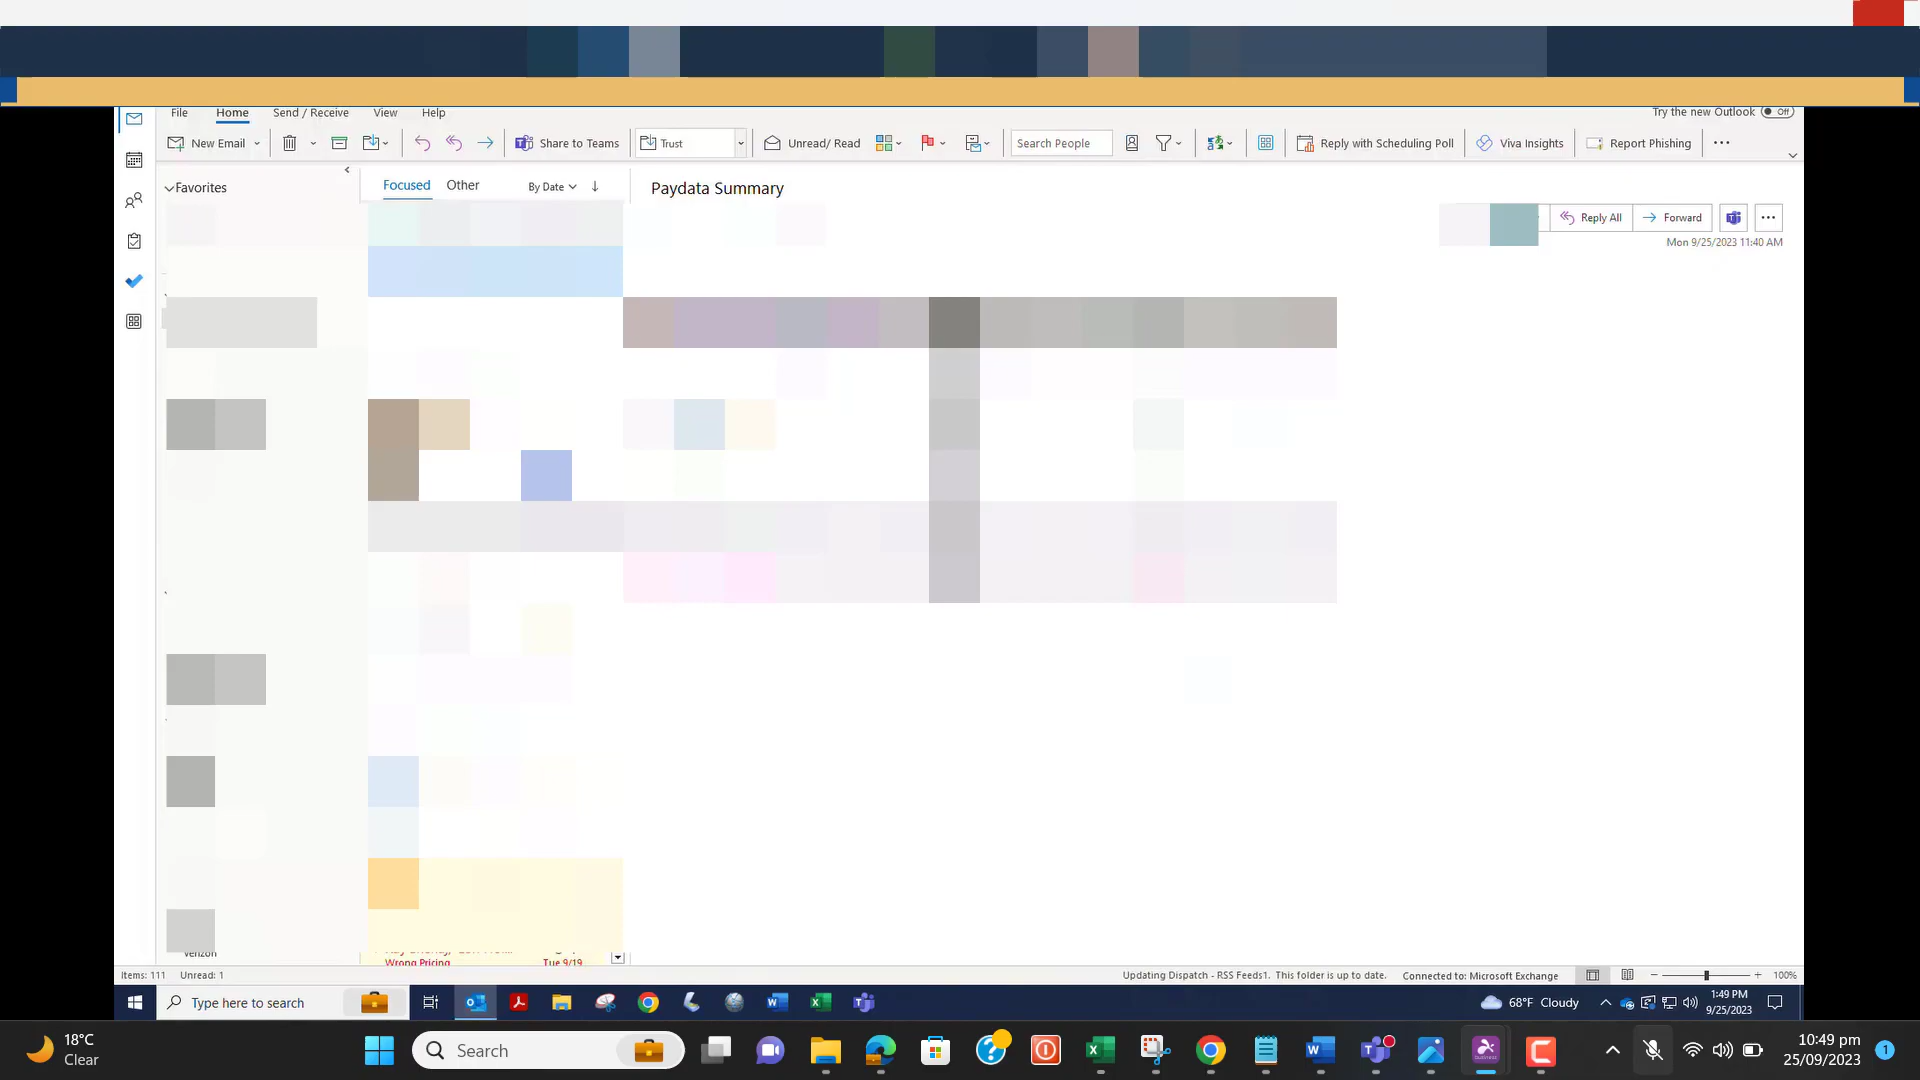 File Home Send / Receive View Help
Try the new Outlook Off
New Email Share to Teams Trust Unread/ Read Search People Reply with Scheduling Poll Viva Insights Report Phishing
Favorites
Focused Other By Date
Paydata Summary
Reply All Forward
Mon 9/25/2023 11:40 AM
Verizon
Wrong Pricing Tue 9/19
Items: 111 Unread: 1
Updating Dispatch - RSS Feeds1. This folder is up to date. Connected to: Microsoft Exchange 100%
Type here to search
68°F Cloudy
1:49 PM
9/25/2023
18°C
Clear
Search
10:49 pm
25/09/2023
1